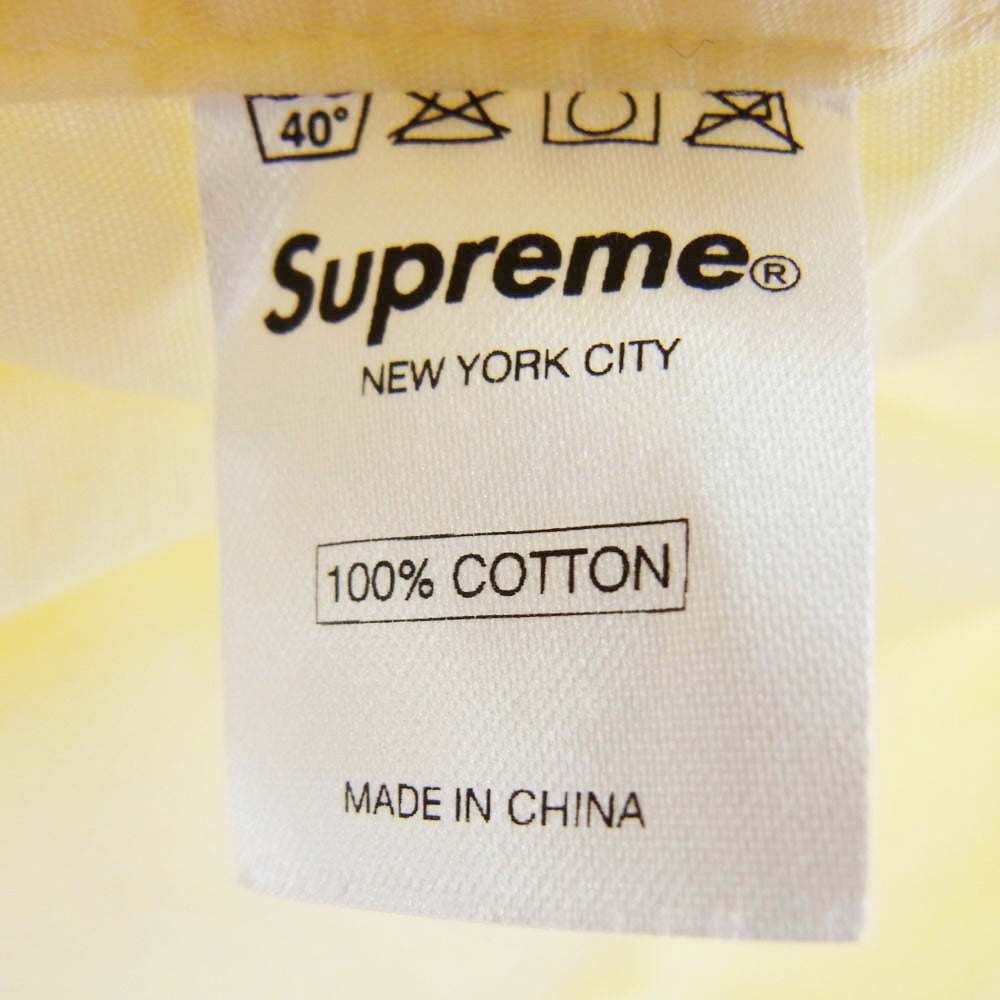 40°
Supreme®
NEW YORK CITY
100% COTTON
MADE IN CHINA